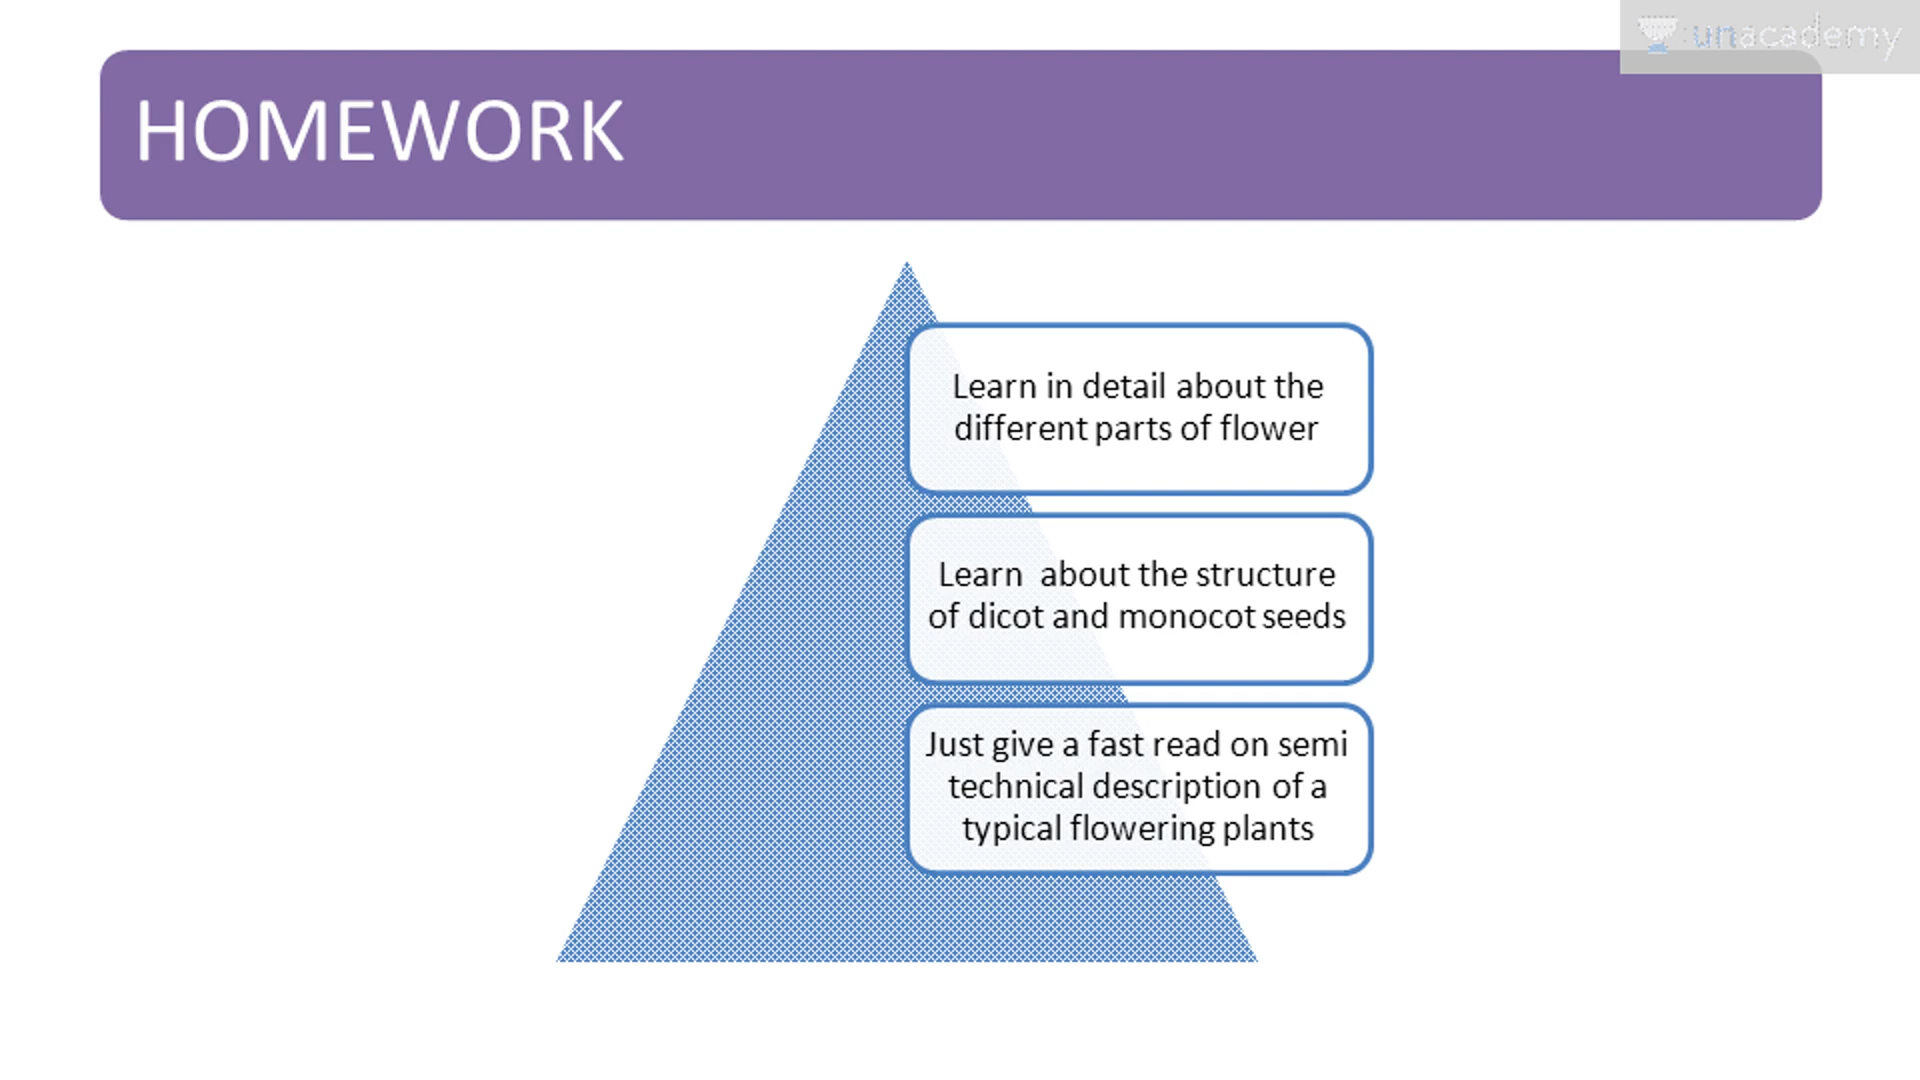 unacademy
HOMEWORK
Learn in detail about the
different parts of flower
Learn  about the structure
of dicot and monocot seeds
Just give a fast read on semi
technical description of a
typical flowering plants